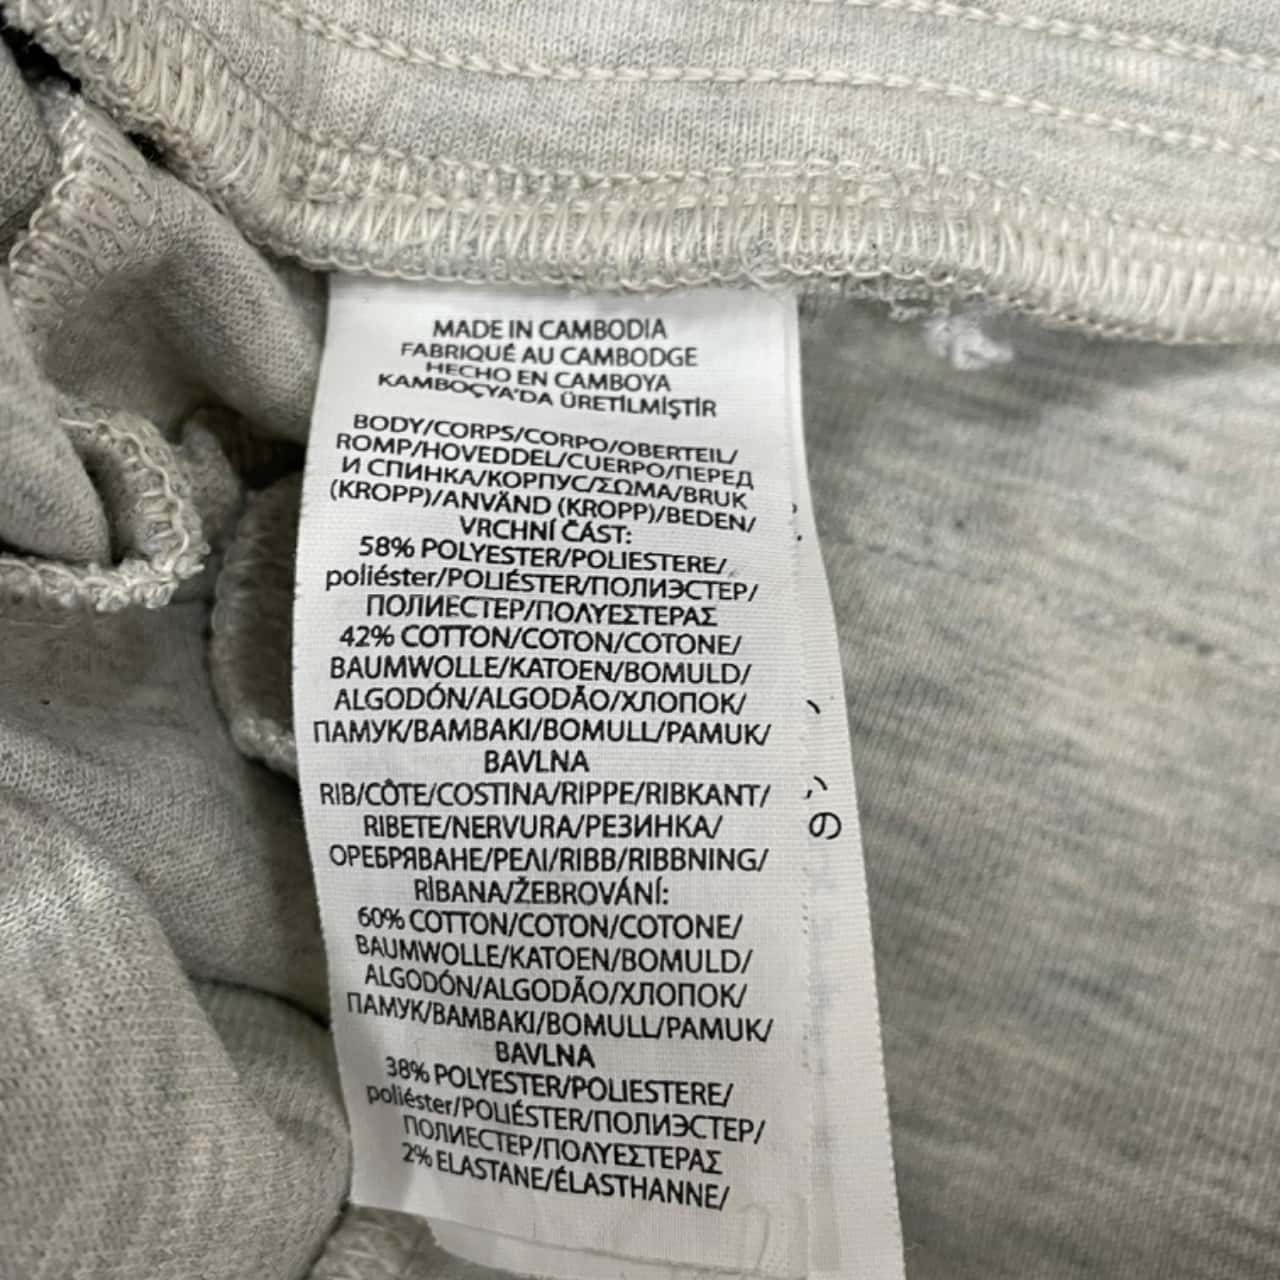 MADE IN CAMBODIA
FABRIQUÉ AU CAMBODGE
HECHO EN CAMBOYA
KAMBOÇYA'DA ÜRETİLMİŞTİR
BODY/CORPS/CORPO/OBERTEIL/
ROMP/HOVEDDEL/CUERPO/ПЕРЕД
И СПИНКА/КОРПУС/ΣΩΜΑ/BRUK
(KROPP)/ANVÄND (KROPP)/BEDEN/
VRCHNÍ ČÁST:
58% POLYESTER/POLIESTERE/
poliéster/POLIÉSTER/ПОЛИЭСТЕР/
ПОЛИЕСТЕР/ΠΟΛΥΕΣΤΕΡΑΣ
42% COTTON/COTON/COTONE/
BAUMWOLLE/KATOEN/BOMULD/
ALGODÓN/ALGODÃO/ХЛОПОК/
ПАМУК/BAMBAKI/BOMULL/PAMUK/
BAVLNA
RIB/CÔTE/COSTINA/RIPPE/RIBKANT/
RIBETE/NERVURA/РЕЗИНКА/
ОРЕБРЯВАНЕ/ΡΕΛΙ/RIBB/RIBBNING/
RİBANA/ŽEBROVÁNÍ:
60% COTTON/COTON/COTONE/
BAUMWOLLE/KATOEN/BOMULD/
ALGODÓN/ALGODÃO/ХЛОПОК/
ПАМУК/BAMBAKI/BOMULL/PAMUK/
BAVLNA
38% POLYESTER/POLIESTERE/
poliéster/POLIÉSTER/ПОЛИЭСТЕР/
ПОЛИЕСТЕР/ΠΟΛΥΕΣΤΕΡΑΣ
2% ELASTANE/ÉLASTHANNE/